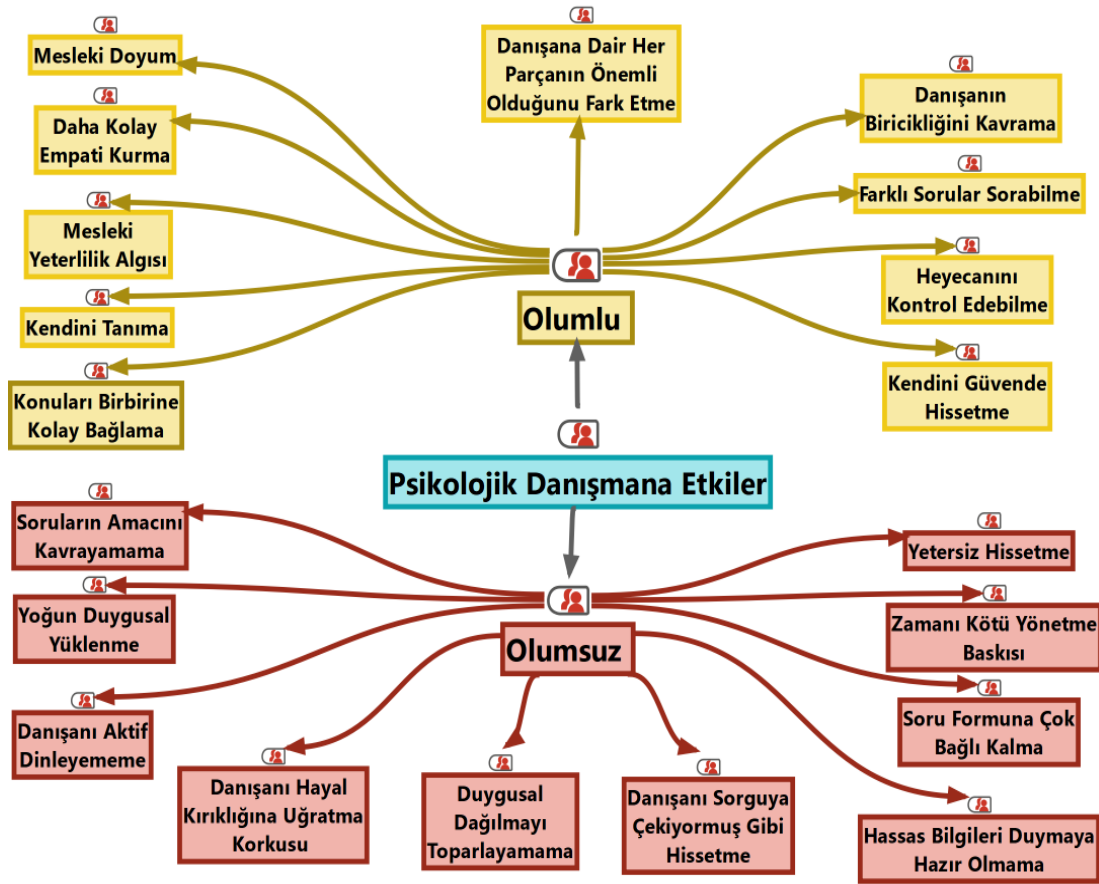 Mesleki Doyum
Daha Kolay
Empati Kurma
Mesleki
Yeterlilik Algısı
Kendini Tanıma
Konuları Birbirine
Kolay Bağlama
Danışana Dair Her
Parçanın Önemli
Olduğunu Fark Etme
Danışanın
Biricikliğini Kavrama
Farklı Sorular Sorabilme
Heyecanını
Kontrol Edebilme
Kendini Güvende
Hissetme
Olumlu
Psikolojik Danışmana Etkiler
Olumsuz
Soruların Amacını
Kavrayamama
Yoğun Duygusal
Yüklenme
Danışanı Aktif
Dinleyememe
Danışanı Hayal
Kırıklığına Uğratma
Korkusu
Duygusal
Dağılmayı
Toparlayamama
Danışanı Sorguya
Çekiyormuş Gibi
Hissetme
Yetersiz Hissetme
Zamanı Kötü Yönetme
Baskısı
Soru Formuna Çok
Bağlı Kalma
Hassas Bilgileri Duymaya
Hazır Olmama